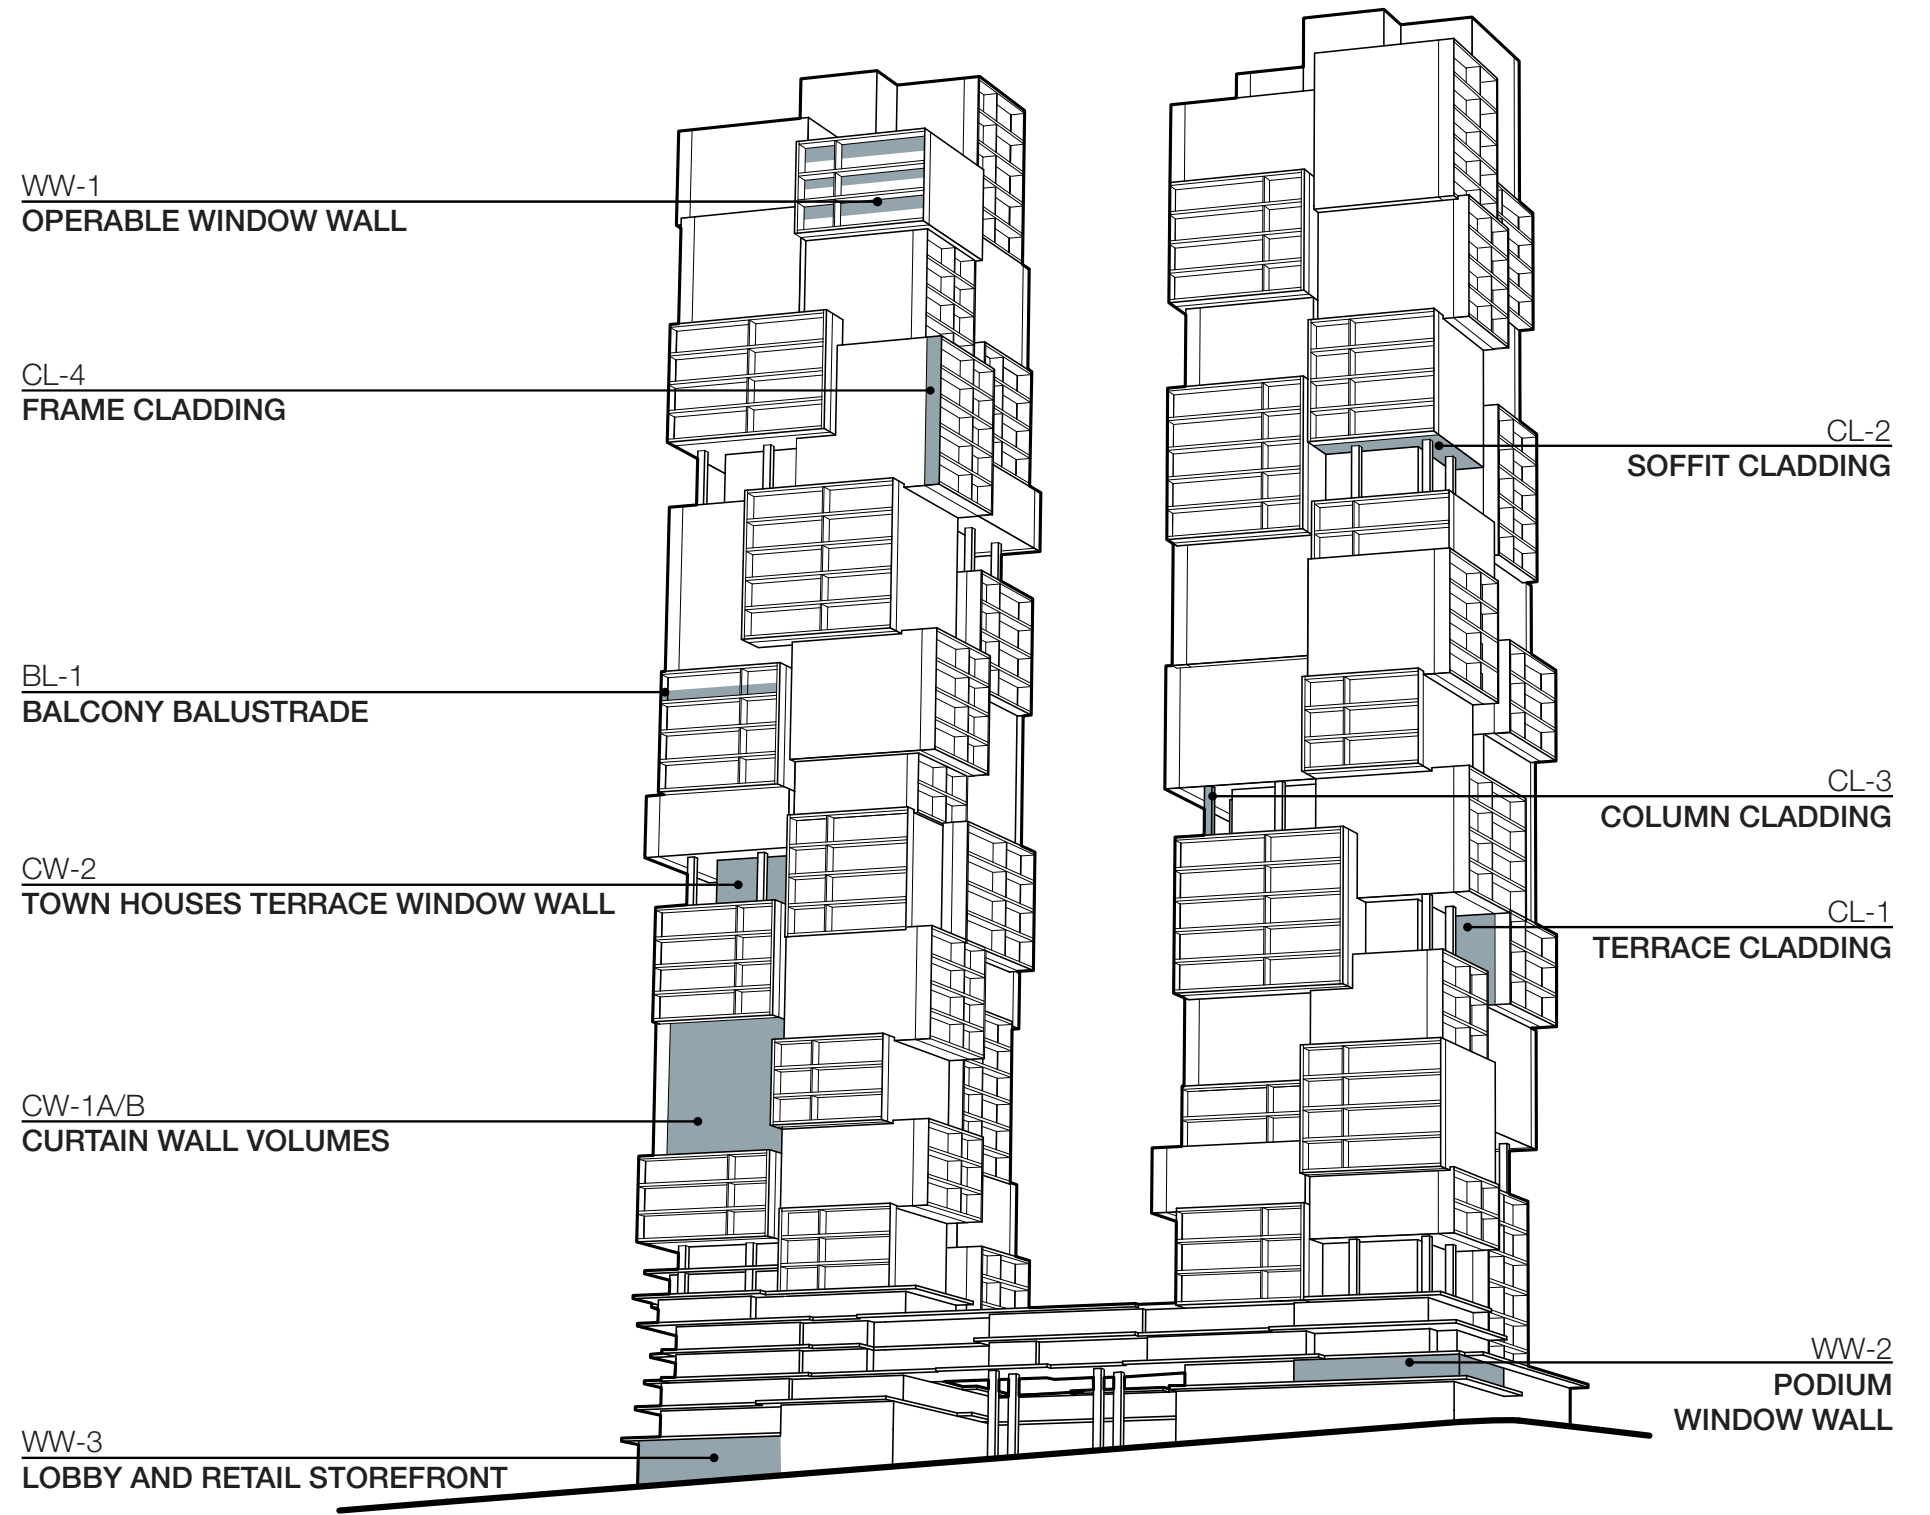 WW-1
OPERABLE WINDOW WALL
CL-4
FRAME CLADDING
BL-1
BALCONY BALUSTRADE
CW-2
TOWN HOUSES TERRACE WINDOW WALL
CW-1A/B
CURTAIN WALL VOLUMES
WW-3
LOBBY AND RETAIL STOREFRONT
CL-2
SOFFIT CLADDING
CL-3
COLUMN CLADDING
CL-1
TERRACE CLADDING
WW-2
PODIUM
WINDOW WALL